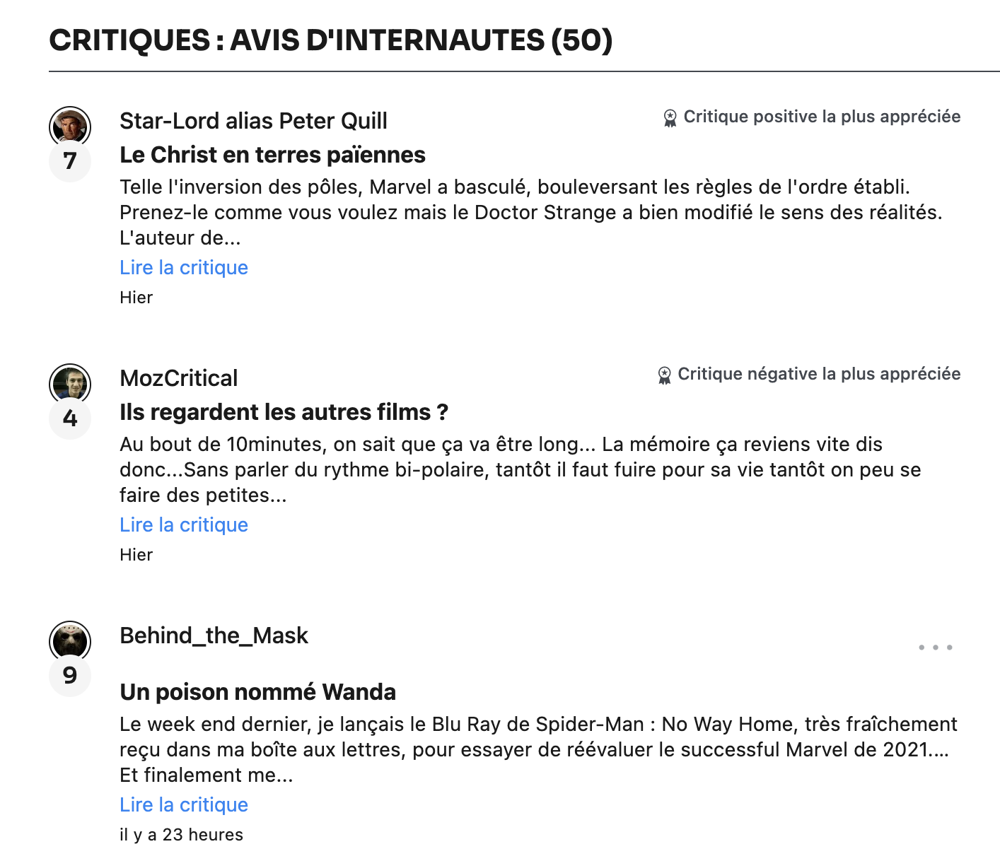 CRITIQUES : AVIS D'INTERNAUTES (50)
Star-Lord alias Peter Quill
Critique positive la plus appréciée
7
Le Christ en terres païennes
Telle l'inversion des pôles, Marvel a basculé, bouleversant les règles de l'ordre établi.
Prenez-le comme vous voulez mais le Doctor Strange a bien modifié le sens des réalités.
L'auteur de...
Lire la critique
Hier
MozCritical
Critique négative la plus appréciée
4
Ils regardent les autres films ?
Au bout de 10minutes, on sait que ça va être long... La mémoire ça reviens vite dis
donc...Sans parler du rythme bi-polaire, tantôt il faut fuire pour sa vie tantôt on peu se
faire des petites...
Lire la critique
Hier
Behind_the_Mask
9
Un poison nommé Wanda
Le week end dernier, je lançais le Blu Ray de Spider-Man : No Way Home, très fraîchement
reçu dans ma boîte aux lettres, pour essayer de réévaluer le successful Marvel de 2021....
Et finalement me...
Lire la critique
il y a 23 heures